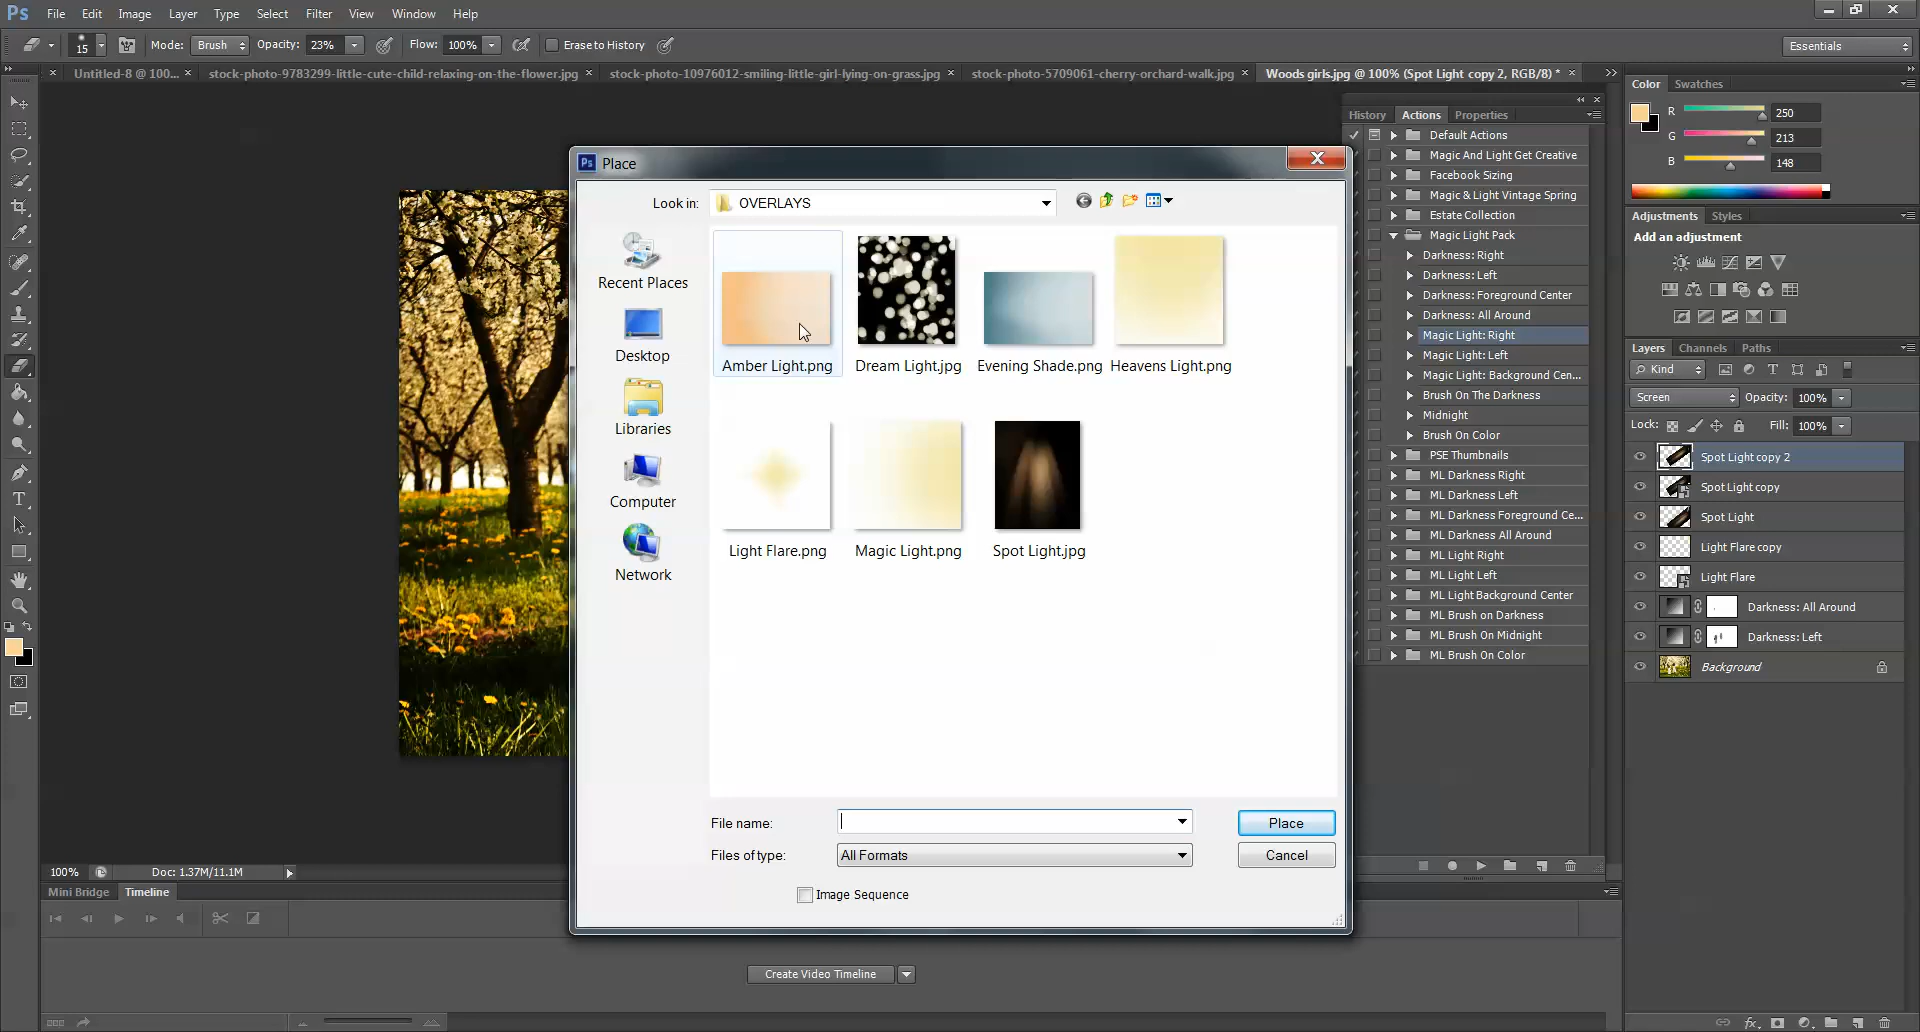 Ps File Edit Image Layer Type Select Filter Filter View Window Help
15 Mode: Brush Opacity: 23% Flow: 100% Erase to History Essentials
Untitled-8 @ 100... × stock-photo-9783299-little-cute-child-relaxing-on-the-flower.jpg × stock-photo-10976012-smiling-little-girl-lying-on-grass.jpg × stock-photo-5709061-cherry-orchard-walk.jpg × Woods girls.jpg @ 100% (Spot Light copy 2, RGB/8) * ×
Color Swatches
R 250
G 213
B 148
Adjustments Styles
Add an adjustment
Layers Channels Paths
Kind
Screen Opacity: 100%
Lock: Fill: 100%
Spot Light copy 2
Spot Light copy
Spot Light
Light Flare copy
Light Flare
Darkness: All Around
Darkness: Left
Background
History Actions Properties
Default Actions
Magic And Light Get Creative
Facebook Sizing
Magic & Light Vintage Spring
Estate Collection
Magic Light Pack
Darkness: Right
Darkness: Left
Darkness: Foreground Center
Darkness: All Around
Magic Light: Right
Magic Light: Left
Magic Light: Background Cen...
Brush On The Darkness
Midnight
Brush On Color
PSE Thumbnails
ML Darkness Right
ML Darkness Left
ML Darkness Foreground Ce...
ML Darkness All Around
ML Light Right
ML Light Left
ML Light Background Center
ML Brush on Darkness
ML Brush On Midnight
ML Brush On Color
Ps Place
Look in: OVERLAYS
Recent Places
Desktop
Libraries
Computer
Network
Amber Light.png Dream Light.jpg Evening Shade.png Heavens Light.png
Light Flare.png Magic Light.png Spot Light.jpg
File name: Place
Files of type: All Formats Cancel
Image Sequence
100% Doc: 1.37M/11.1M
Mini Bridge Timeline
Create Video Timeline